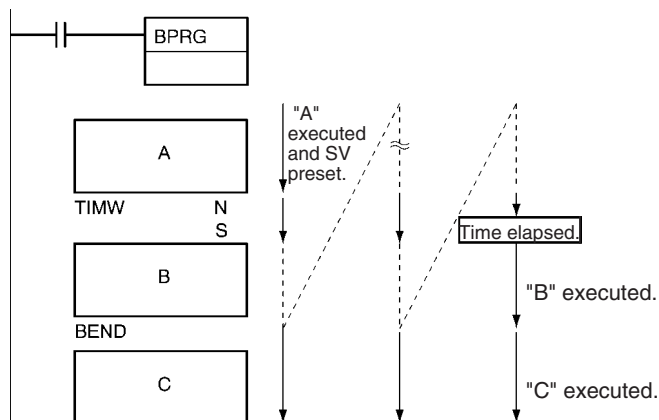 BPRG
"A"
executed
and SV
preset.
A
TIMW N
S
Time elapsed.
B
"B" executed.
BEND
C
"C" executed.